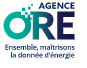 AGENCE
ORE
Ensemble, maîtrisons
la donnée d'énergie